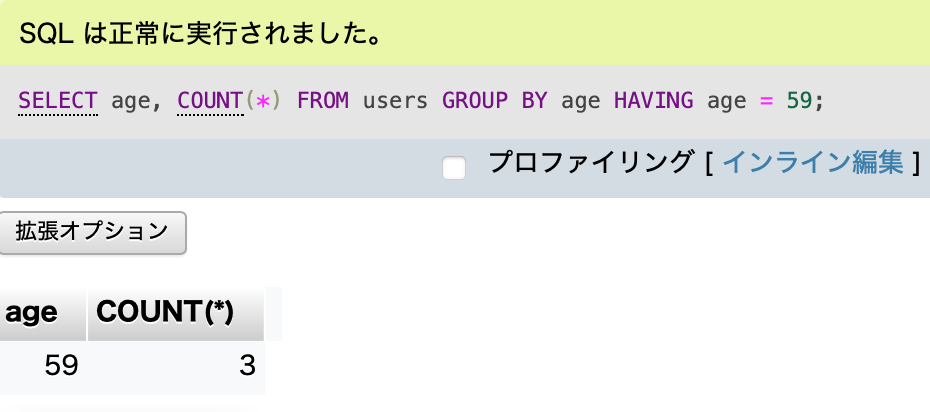 SQL は正常に実行されました。
SELECT age, COUNT(*) FROM users GROUP BY age HAVING age = 59;
プロファイリング [ インライン編集 ]
拡張オプション
age COUNT(*)
59 3